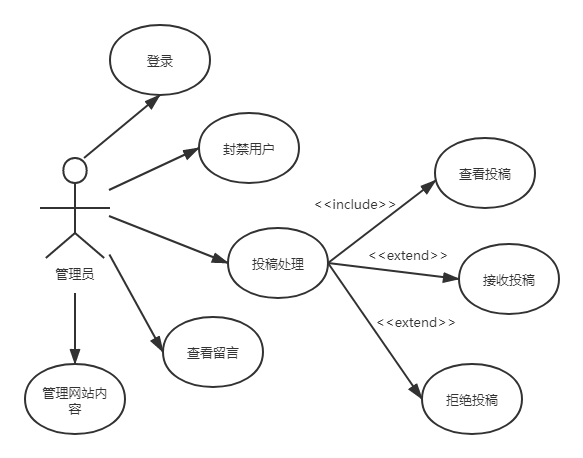 登录
封禁用户
查看投稿
<<include>>
<<extend>>
投稿处理
管理员
接收投稿
<<extend>>
查看留言
管理网站内
容
拒绝投稿